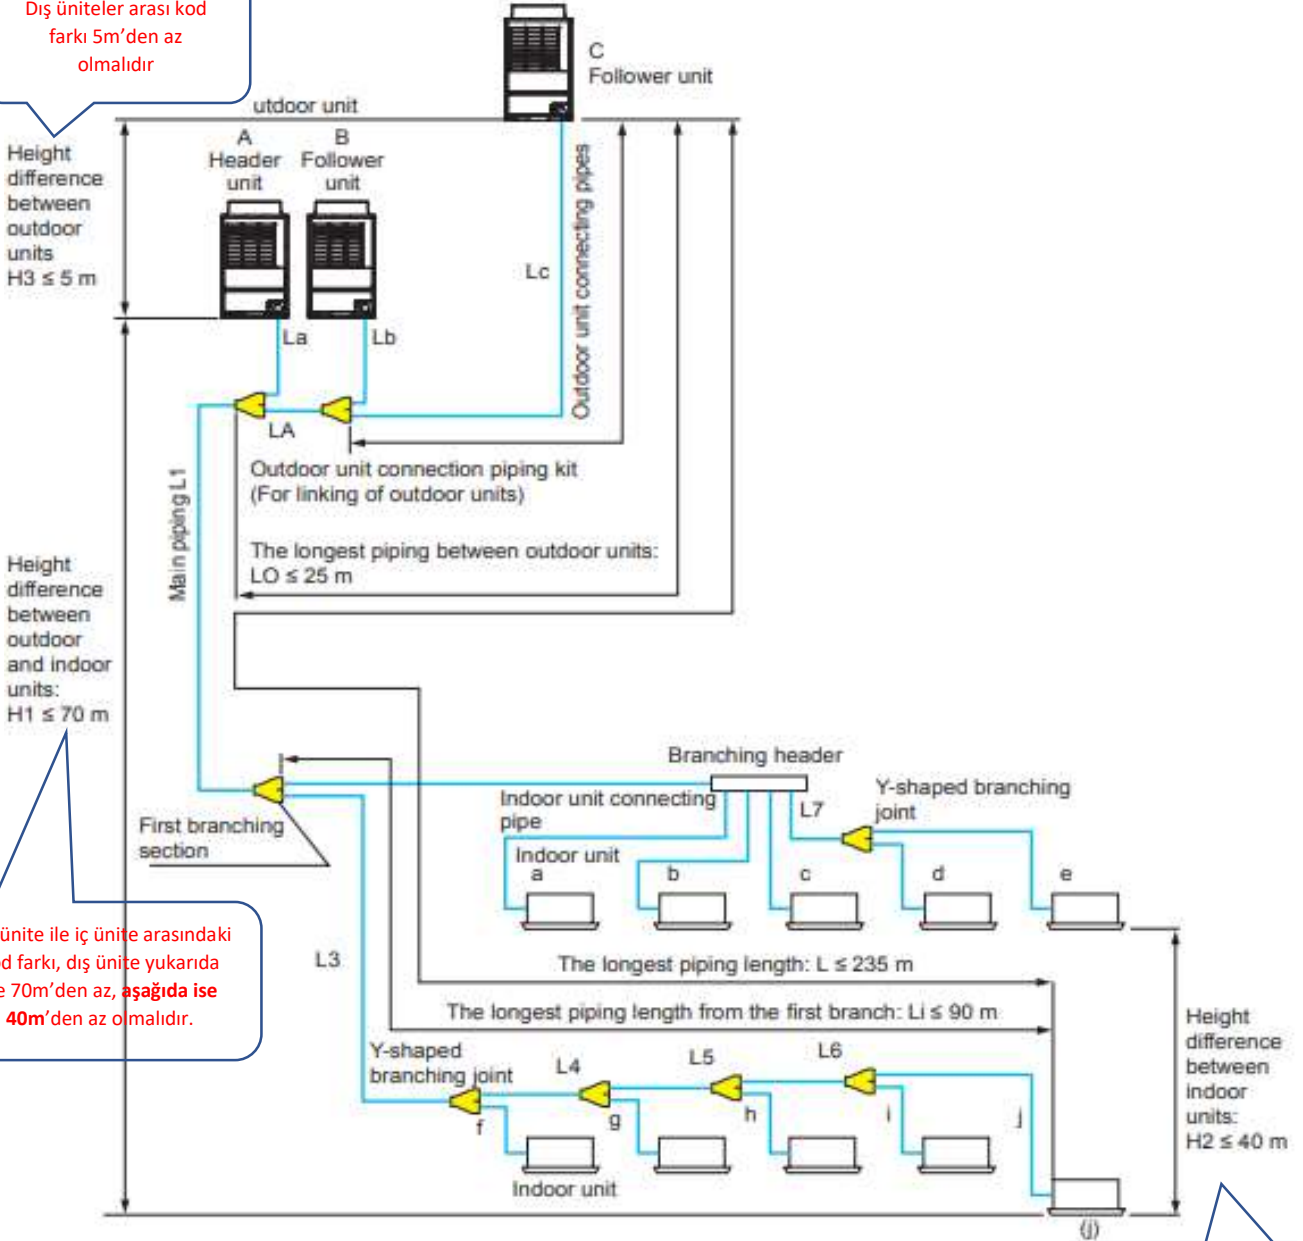 Dış üniteler arası kod
farkı 5m’den az
olmalıdır
C
Follower unit
utdoor unit
Height
difference
between
outdoor
units
H3 ≤ 5 m
A
Header
unit
B
Follower
unit
Outdoor unit connecting pipes
Lc
La
Lb
LA
Outdoor unit connection piping kit
(For linking of outdoor units)
Main piping L1
The longest piping between outdoor units:
LO ≤ 25 m
Height
difference
between
outdoor
and indoor
units:
H1 ≤ 70 m
Branching header
Indoor unit connecting
pipe
L7
Y-shaped branching
joint
First branching
section
Indoor unit
a
b
c
d
e
ünite ile iç ünite arasındaki
d farkı, dış ünite yukarıda
e 70m’den az, aşağıda ise
40m’den az olmalıdır.
L3
The longest piping length: L ≤ 235 m
The longest piping length from the first branch: Li ≤ 90 m
Height
difference
between
indoor
units:
H2 ≤ 40 m
Y-shaped
branching joint
L4
L5
L6
f
g
h
i
j
Indoor unit
(j)